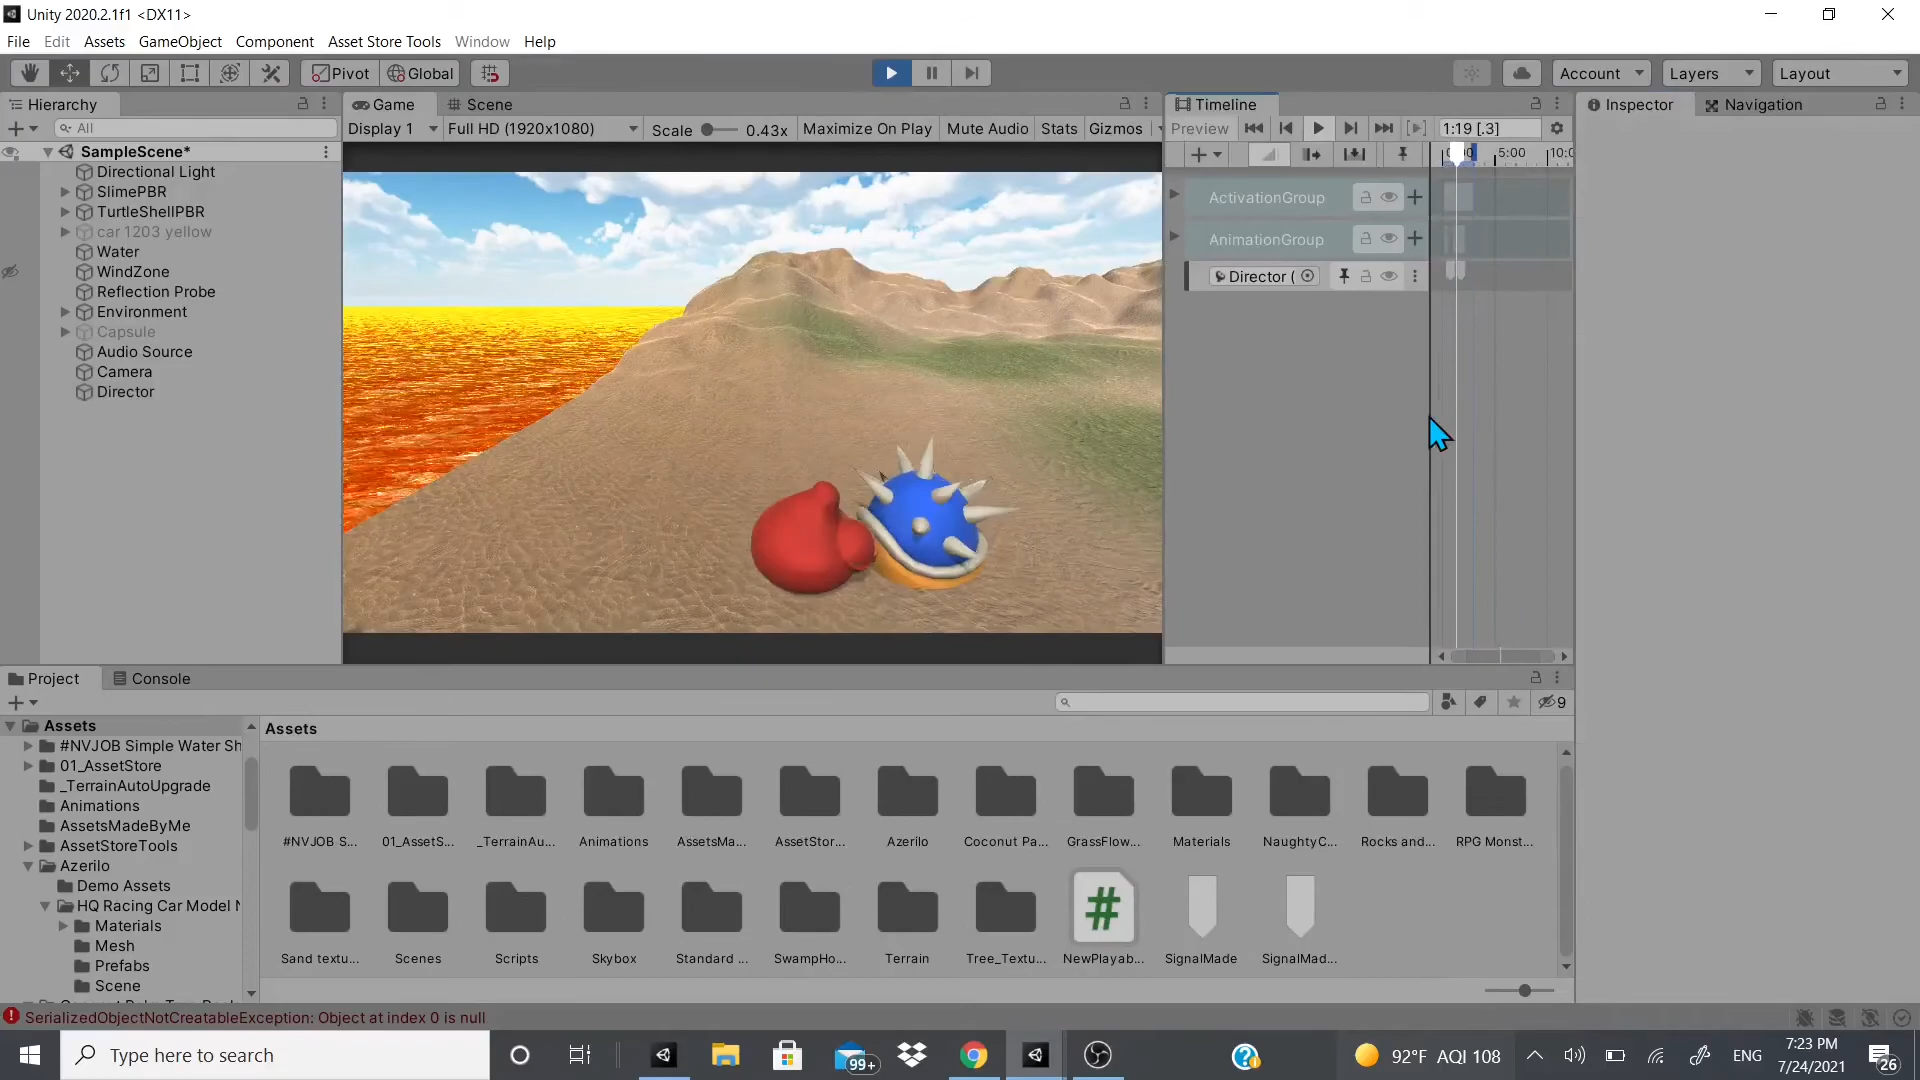 Unity 2020.2.1f1 <DX11>
File Edit Assets GameObject Component Asset Store Tools Window Help
Pivot Global Account Layers Layout
Hierarchy
All
SampleScene*
Directional Light
SlimePBR
TurtleShellPBR
car 1203 yellow
Water
WindZone
Reflection Probe
Environment
Capsule
Audio Source
Camera
Director
Game Scene
Display 1 Full HD (1920x1080) Scale 0.43x Maximize On Play Mute Audio Stats Gizmos
Timeline
Preview 1:19 [.3]
5:00
ActivationGroup
AnimationGroup
Director (
Inspector Navigation
Project Console
9
Assets
#NVJOB Simple Water Sh
01_AssetStore
_TerrainAutoUpgrade
Animations
AssetsMadeByMe
AssetStoreTools
Azerilo
Demo Assets
HQ Racing Car Model N
Materials
Mesh
Prefabs
Scene
Assets
#NVJOB S... 01_AssetS... _TerrainAu... Animations AssetsMa... AssetStor... Azerilo Coconut Pa... GrassFlow... Materials NaughtyC... Rocks and... RPG Monst...
Sand textu... Scenes Scripts Skybox Standard ... SwampHo... Terrain Tree_Textu... NewPlayab... SignalMade SignalMad...
SerializedObjectNotCreatableException: Object at index 0 is null
Type here to search
99+
92°F AQI 108
ENG
7:23 PM
7/24/2021
26